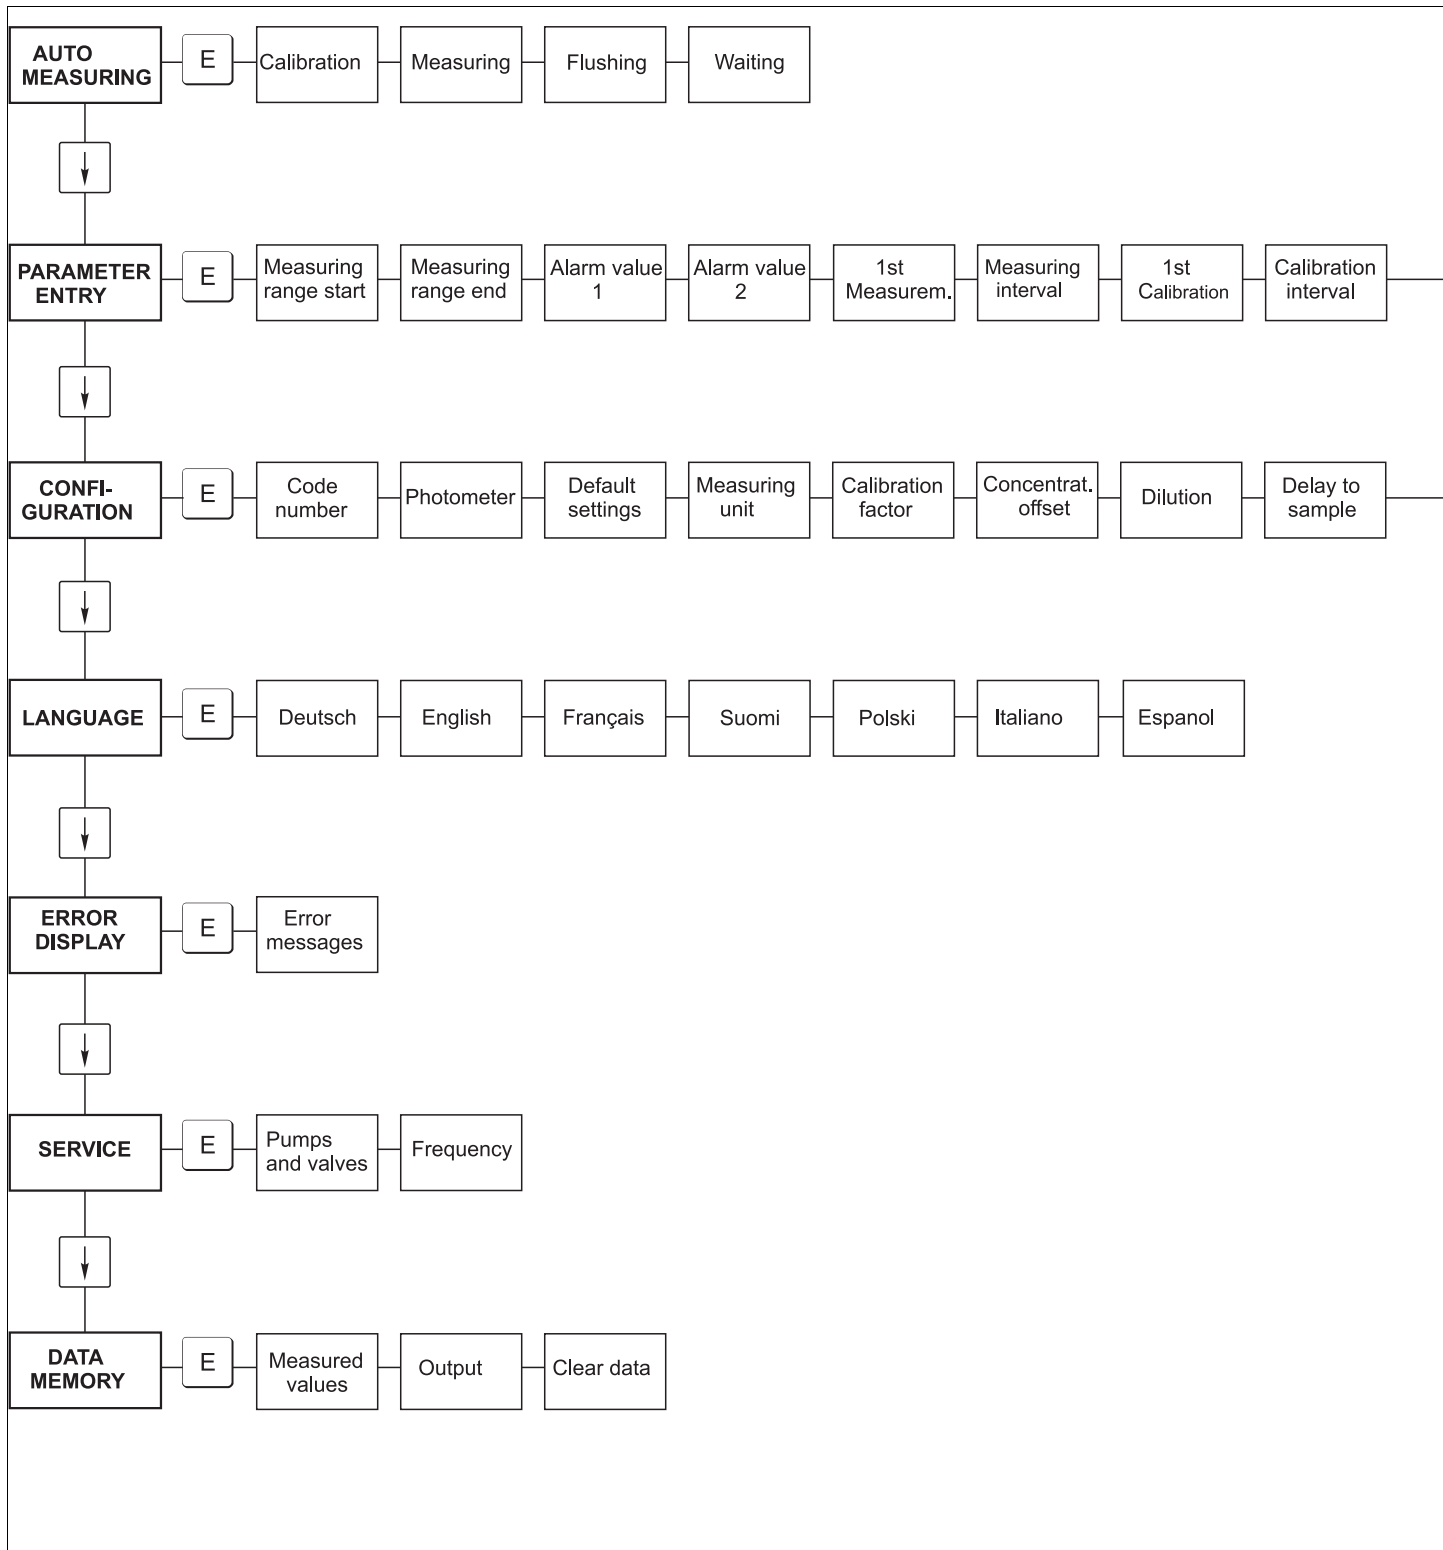 AUTO
MEASURING
E
Calibration
Measuring
Flushing
Waiting
PARAMETER
ENTRY
E
Measuring
range start
Measuring
range end
Alarm value
1
Alarm value
2
1st
Measurem.
Measuring
interval
1st
Calibration
Calibration
interval
CONFI-
GURATION
E
Code
number
Photometer
Default
settings
Measuring
unit
Calibration
factor
Concentrat.
offset
Dilution
Delay to
sample
LANGUAGE
E
Deutsch
English
Français
Suomi
Polski
Italiano
Espanol
ERROR
DISPLAY
E
Error
messages
SERVICE
E
Pumps
and valves
Frequency
DATA
MEMORY
E
Measured
values
Output
Clear data